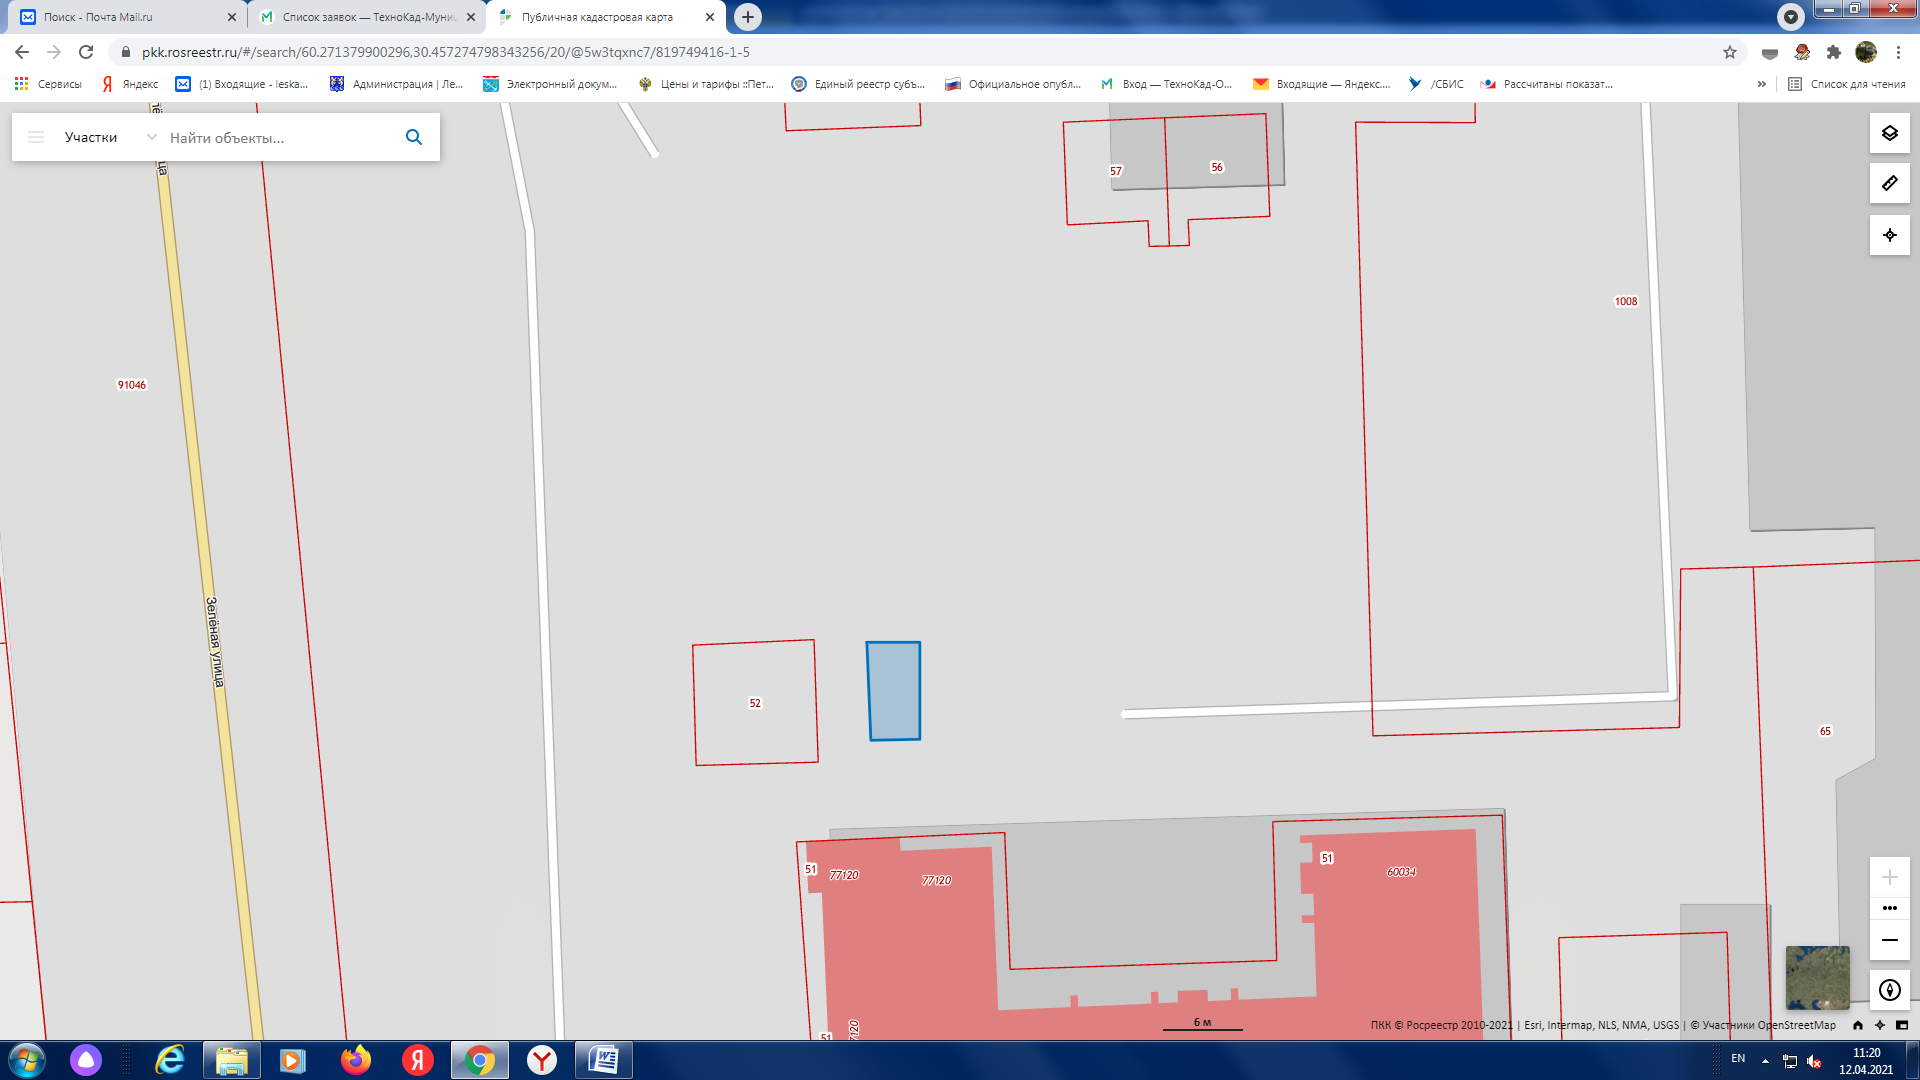 Поиск - Почта Mail.ru
Список заявок — ТехноКад-Муни
Публичная кадастровая карта
pkk.rosreestr.ru/#/search/60.271379900296,30.457274798343256/20/@5w3tqxnc7/819749416-1-5
Сервисы
Яндекс
(1) Входящие - leska...
Администрация | Ле...
Электронный докум...
Цены и тарифы ::Пет...
Единый реестр субъ...
Официальное опубл...
Вход — ТехноКад-О...
Входящие — Яндекс....
/СБИС
Рассчитаны показат...
»
Список для чтения
Участки
Найти объекты...
57
56
1008
91046
Зелёная улица
52
65
51
77120
77120
51
60034
51
6 м
ПКК © Росреестр 2010-2021 | Esri, Intermap, NLS, NMA, USGS | © Участники OpenStreetMap
EN
11:20
12.04.2021